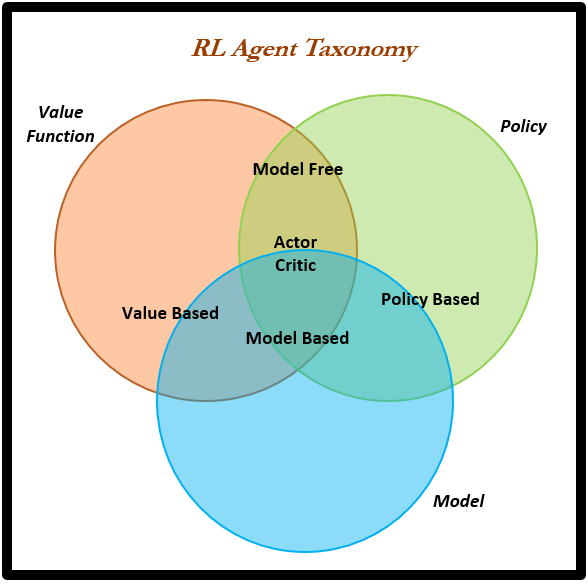 RL Agent Taxonomy
Value
Function
Policy
Model Free
Actor
Critic
Value Based
Policy Based
Model Based
Model